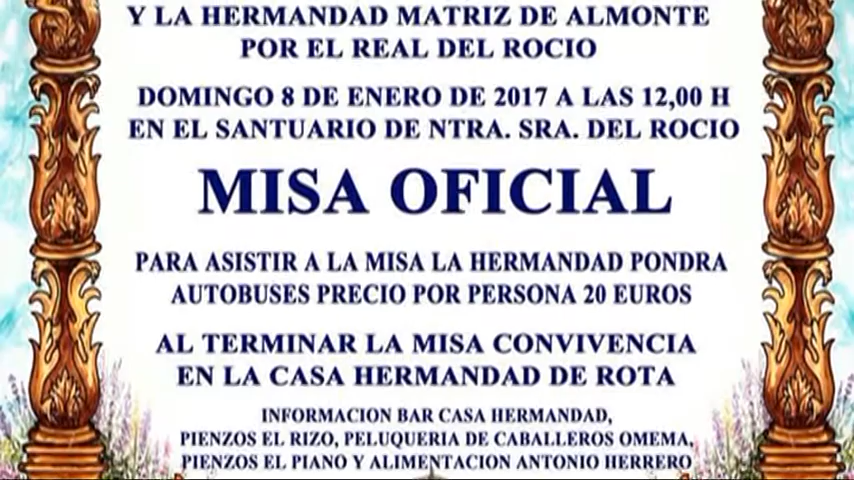 Y LA HERMANDAD MATRIZ DE ALMONTE
POR EL REAL DEL ROCIO
DOMINGO 8 DE ENERO DE 2017 A LAS 12,00 H
EN EL SANTUARIO DE NTRA. SRA. DEL ROCIO
MISA OFICIAL
PARA ASISTIR A LA MISA LA HERMANDAD PONDRA
AUTOBUSES PRECIO POR PERSONA 20 EUROS
AL TERMINAR LA MISA CONVIVENCIA
EN LA CASA HERMANDAD DE ROTA
INFORMACION BAR CASA HERMANDAD,
PIENZOS EL RIZO, PELUQUERIA DE CABALLEROS OMEMA,
PIENZOS EL PIANO Y ALIMENTACION ANTONIO HERRERO